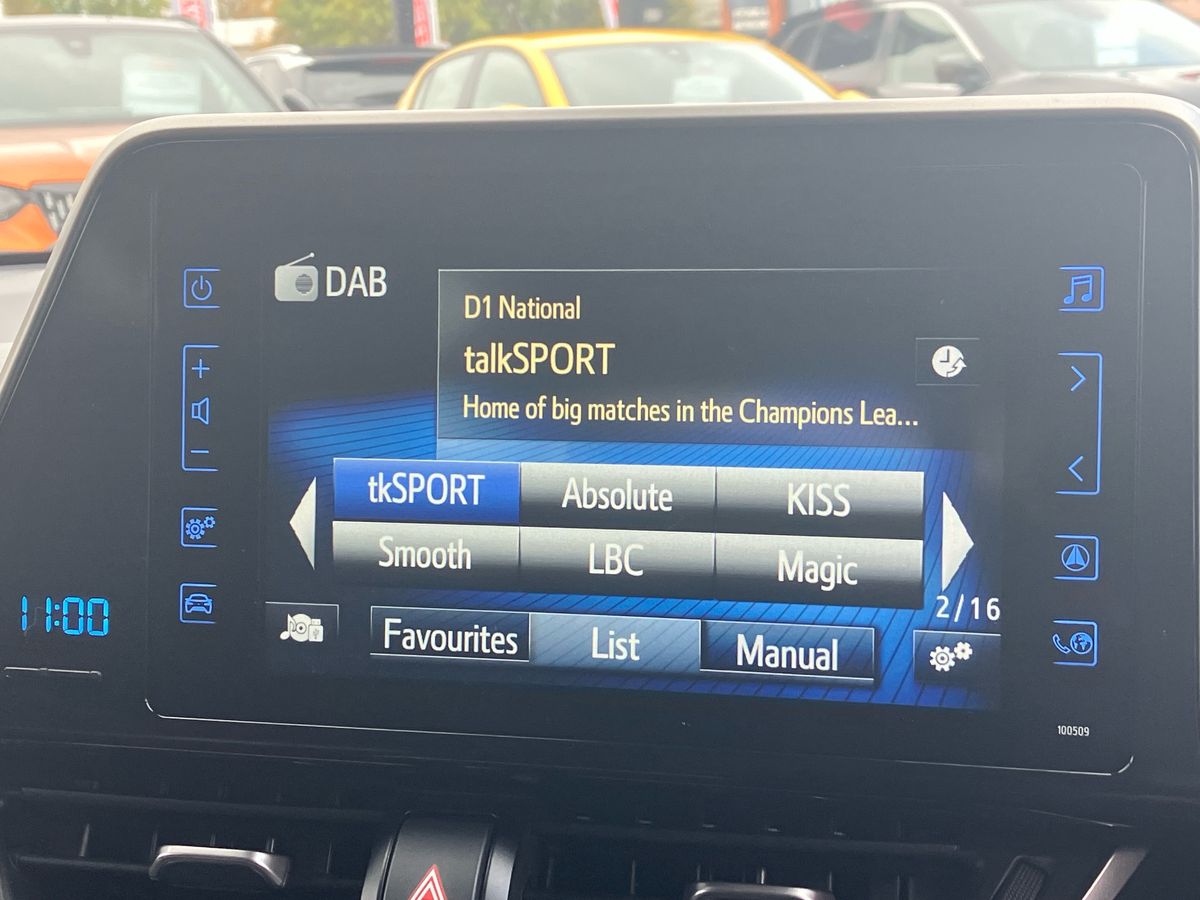 DAB
D1 National
talkSPORT
Home of big matches in the Champions Lea...
tkSPORT Absolute KISS
Smooth LBC Magic
2/16
11:00
Favourites List Manual
100509